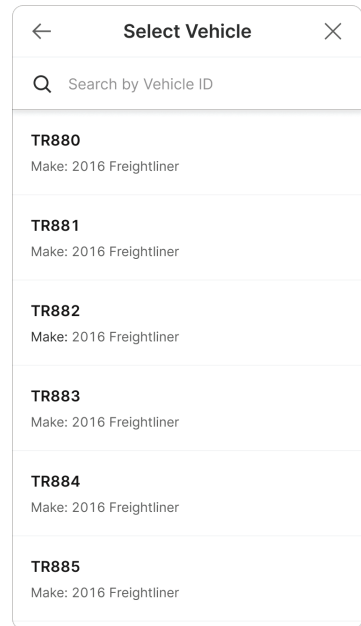 Select Vehicle
Search by Vehicle ID
TR880
Make: 2016 Freightliner
TR881
Make: 2016 Freightliner
TR882
Make: 2016 Freightliner
TR883
Make: 2016 Freightliner
TR884
Make: 2016 Freightliner
TR885
Make: 2016 Freightliner